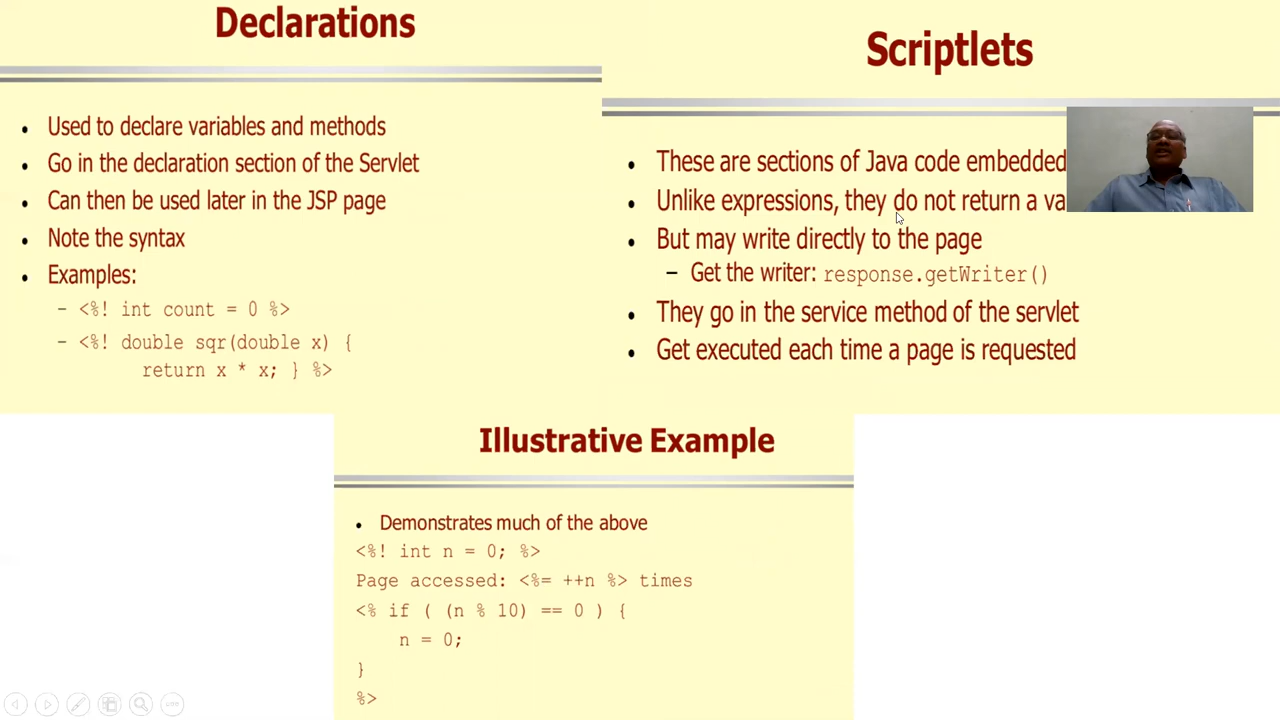 Declarations
Used to declare variables and methods
Go in the declaration section of the Servlet
Can then be used later in the JSP page
Note the syntax
Examples:
– <%! int count = 0 %>
– <%! double sqr(double x) {
return x * x; } %>
Scriptlets
These are sections of Java code embedded
Unlike expressions, they do not return a
But may write directly to the page
– Get the writer: response.getWriter()
They go in the service method of the servlet
Get executed each time a page is requested
Illustrative Example
Demonstrates much of the above
<%! int n = 0; %>
Page accessed: <%= ++n %> times
<% if ( (n % 10) == 0 ) {
n = 0;
}
%>